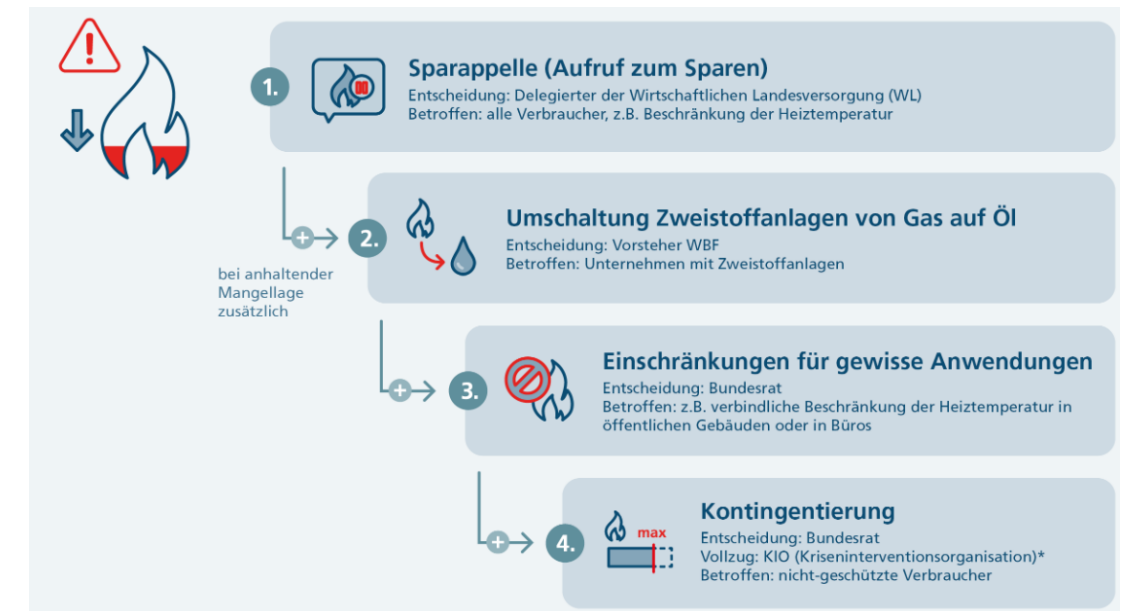 !
1.
Sparappelle (Aufruf zum Sparen)
Entscheidung: Delegierter der Wirtschaftlichen Landesversorgung (WL)
Betroffen: alle Verbraucher, z.B. Beschränkung der Heiztemperatur
+
2.
Umschaltung Zweistoffanlagen von Gas auf Öl
Entscheidung: Vorsteher WBF
Betroffen: Unternehmen mit Zweistoffanlagen
bei anhaltender
Mangellage
zusätzlich
+
3.
Einschränkungen für gewisse Anwendungen
Entscheidung: Bundesrat
Betroffen: z.B. verbindliche Beschränkung der Heiztemperatur in
öffentlichen Gebäuden oder in Büros
+
4.
max
Kontingentierung
Entscheidung: Bundesrat
Vollzug: KIO (Kriseninterventionsorganisation)*
Betroffen: nicht-geschützte Verbraucher